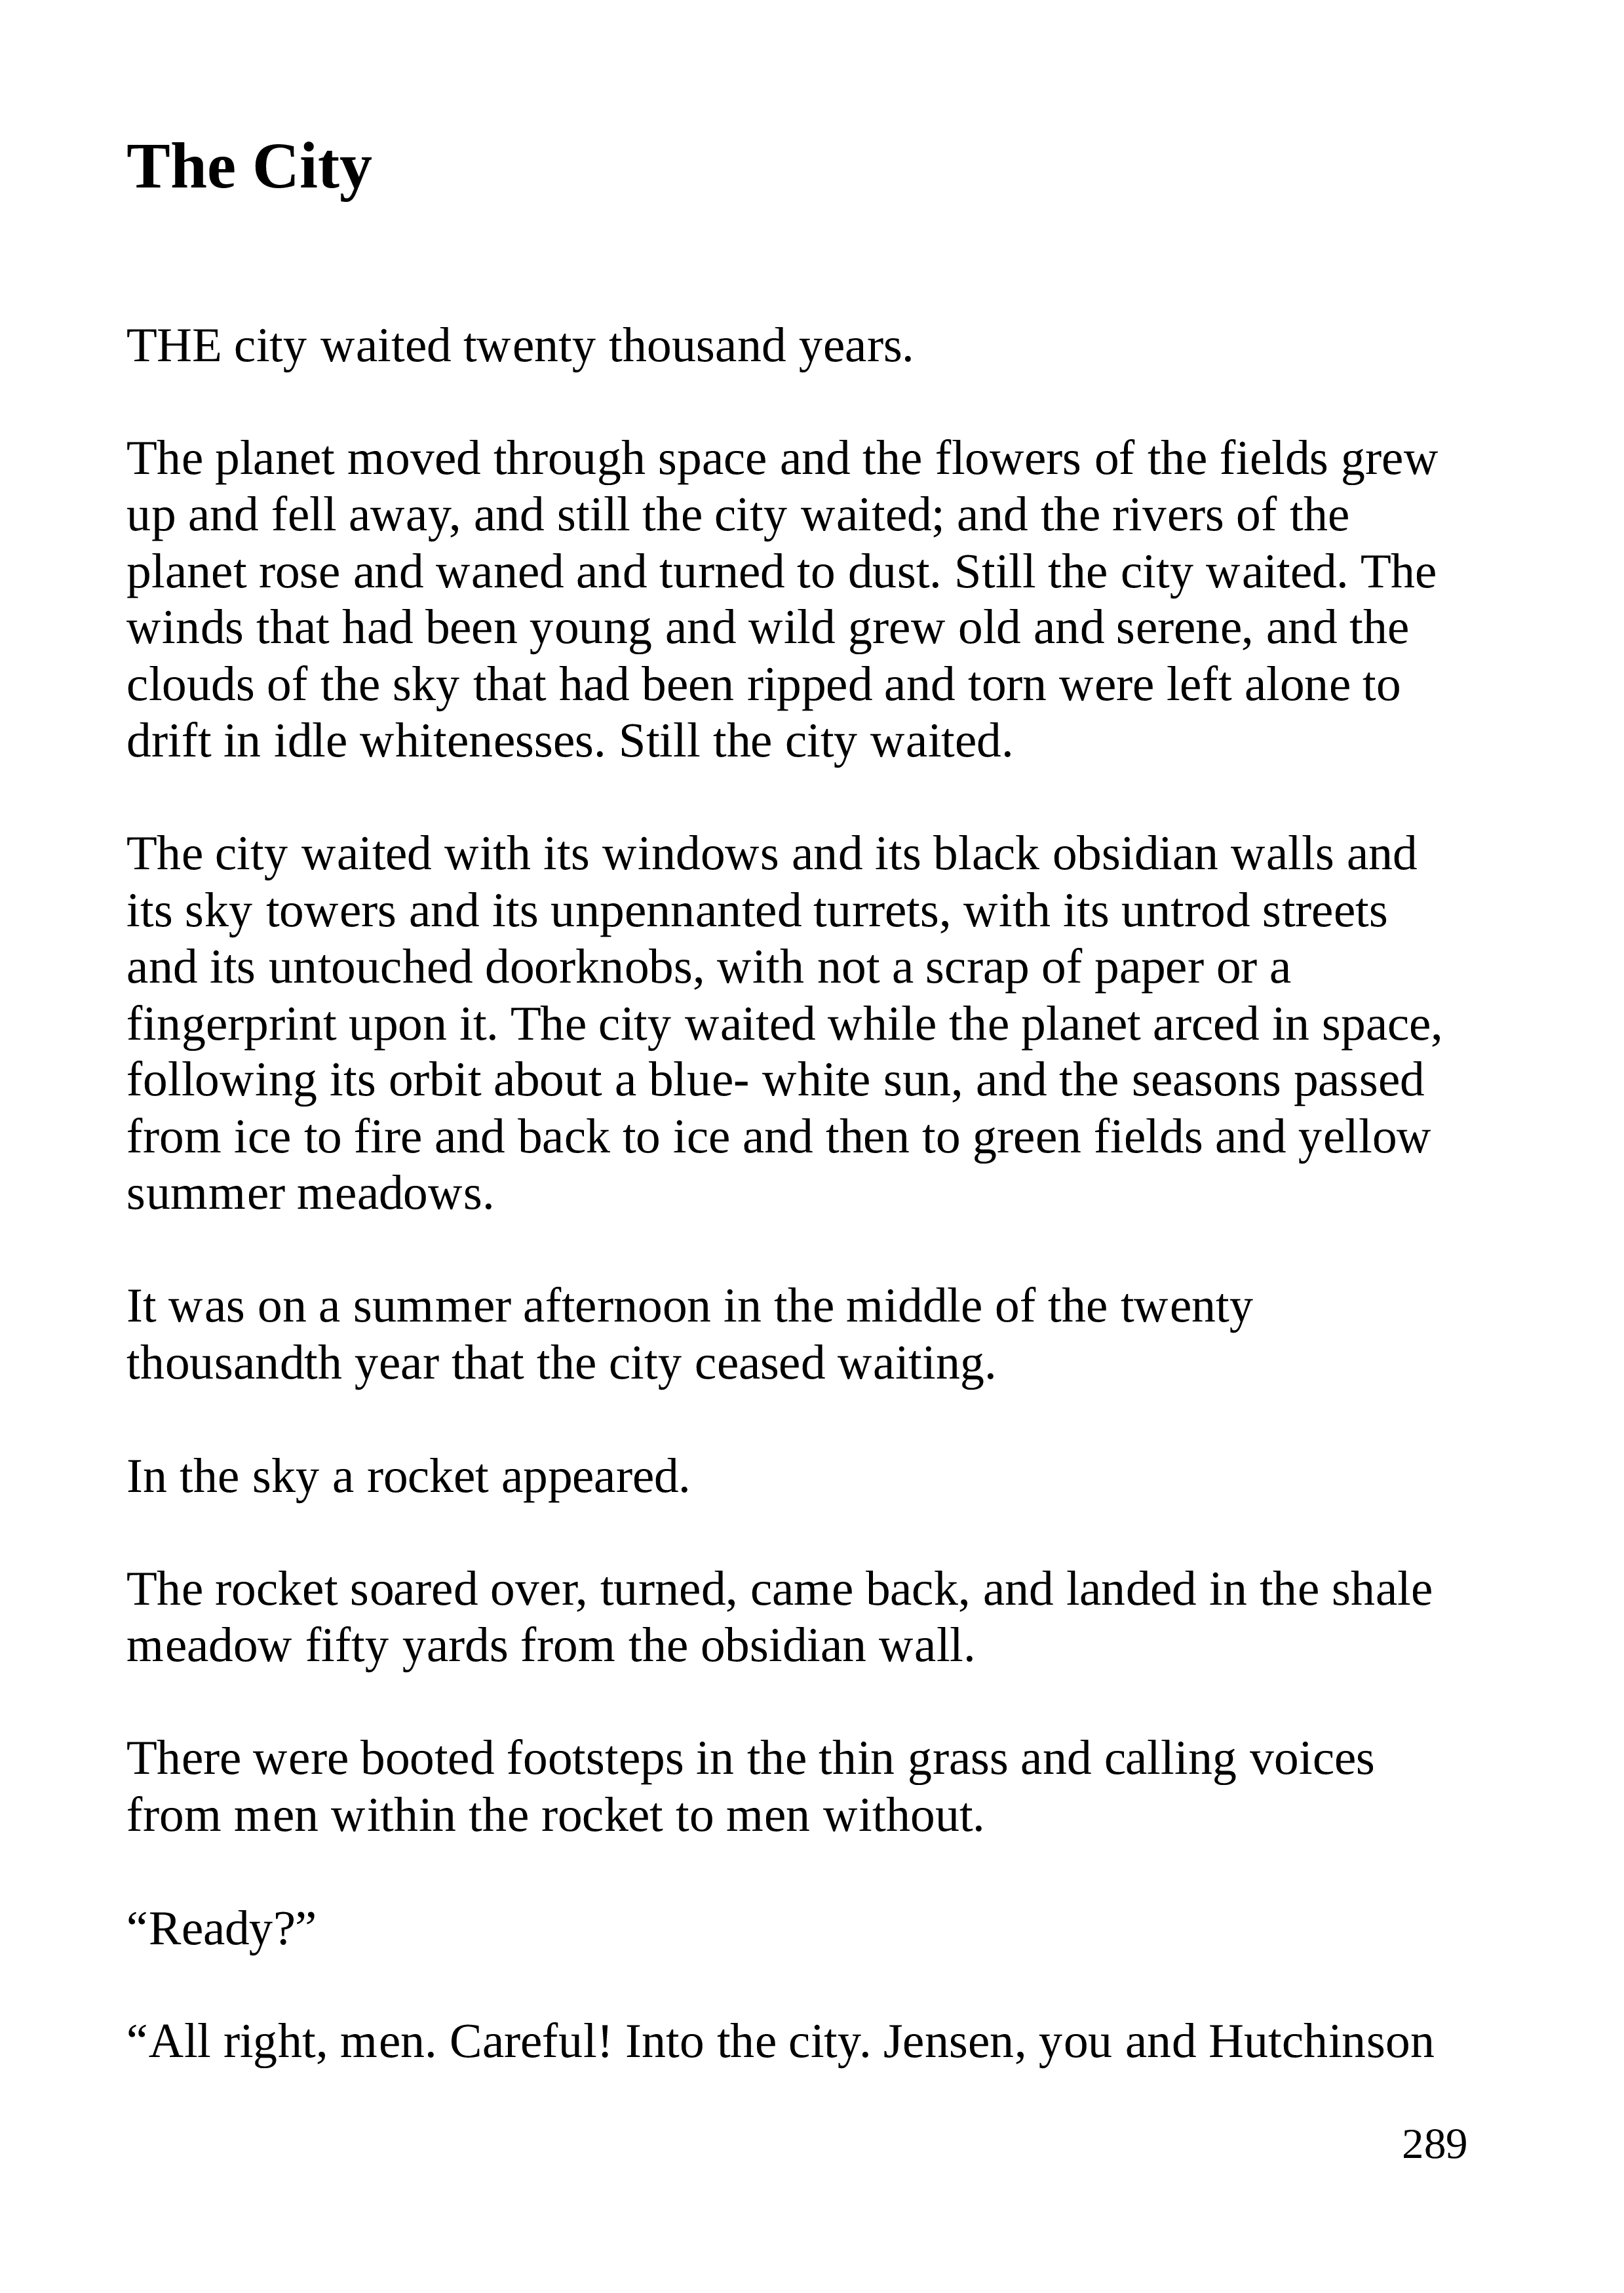 The City
THE city waited twenty thousand years.
The planet moved through space and the flowers of the fields grew
up and fell away, and still the city waited; and the rivers of the
planet rose and waned and turned to dust. Still the city waited. The
winds that had been young and wild grew old and serene, and the
clouds of the sky that had been ripped and torn were left alone to
drift in idle whitenesses. Still the city waited.
The city waited with its windows and its black obsidian walls and
its sky towers and its unpennanted turrets, with its untrod streets
and its untouched doorknobs, with not a scrap of paper or a
fingerprint upon it. The city waited while the planet arced in space,
following its orbit about a blue- white sun, and the seasons passed
from ice to fire and back to ice and then to green fields and yellow
summer meadows.
It was on a summer afternoon in the middle of the twenty
thousandth year that the city ceased waiting.
In the sky a rocket appeared.
The rocket soared over, turned, came back, and landed in the shale
meadow fifty yards from the obsidian wall.
There were booted footsteps in the thin grass and calling voices
from men within the rocket to men without.
“Ready?”
“All right, men. Careful! Into the city. Jensen, you and Hutchinson
289